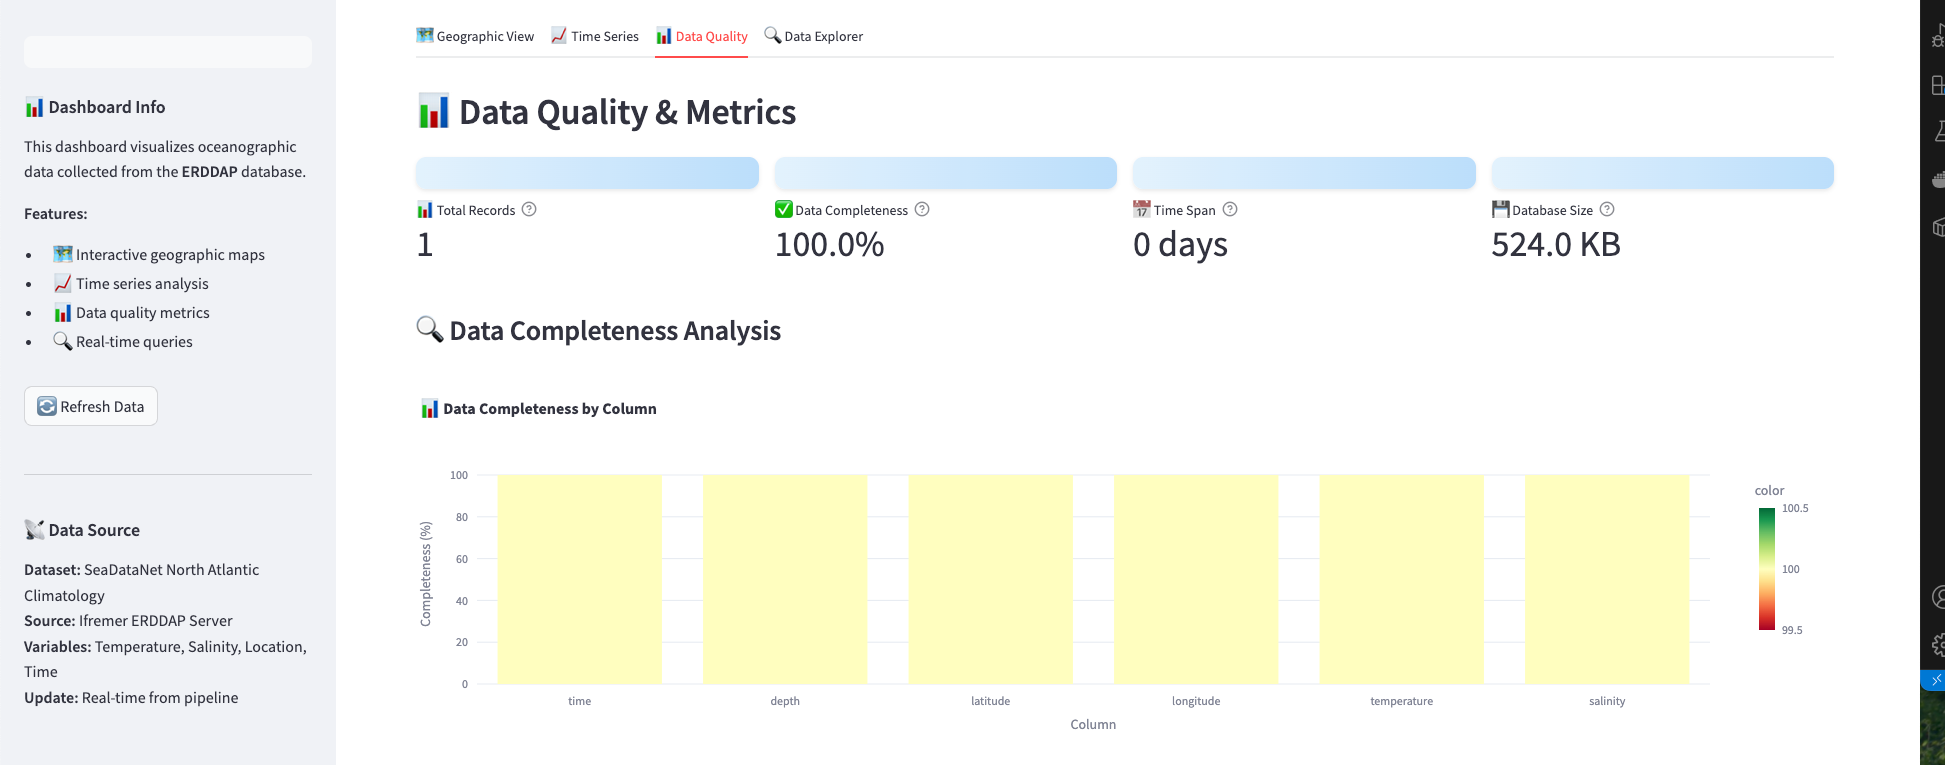 Dashboard Info
This dashboard visualizes oceanographic
data collected from the ERDDAP database.
Features:
Interactive geographic maps
Time series analysis
Data quality metrics
Real-time queries
Refresh Data
Data Source
Dataset: SeaDataNet North Atlantic
Climatology
Source: Ifremer ERDDAP Server
Variables: Temperature, Salinity, Location,
Time
Update: Real-time from pipeline
Geographic View
Time Series
Data Quality
Data Explorer
Data Quality & Metrics
Total Records
1
Data Completeness
100.0%
Time Span
0 days
Database Size
524.0 KB
Data Completeness Analysis
Data Completeness by Column
Completeness (%)
100
80
60
40
20
0
time
depth
latitude
longitude
temperature
salinity
Column
color
100.5
100
99.5